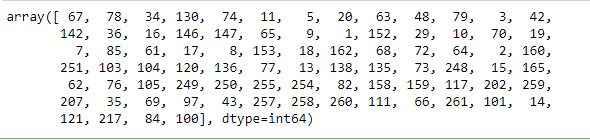 array([ 67,  78,  34, 130,  74,  11,   5,  20,  63,  48,  79,   3,  42,
       142,  36,  16, 146, 147,  65,   9,   1, 152,  29,  10,  70,  19,
         7,  85,  61,  17,   8, 153,  18, 162,  68,  72,  64,   2, 160,
       251, 103, 104, 120, 136,  77,  13, 138, 135,  73, 248,  15, 165,
        62,  76, 105, 249, 250, 255, 254,  82, 158, 159, 117, 202, 259,
       207,  35,  69,  97,  43, 257, 258, 260, 111,  66, 261, 101,  14,
       121, 217,  84, 100], dtype=int64)